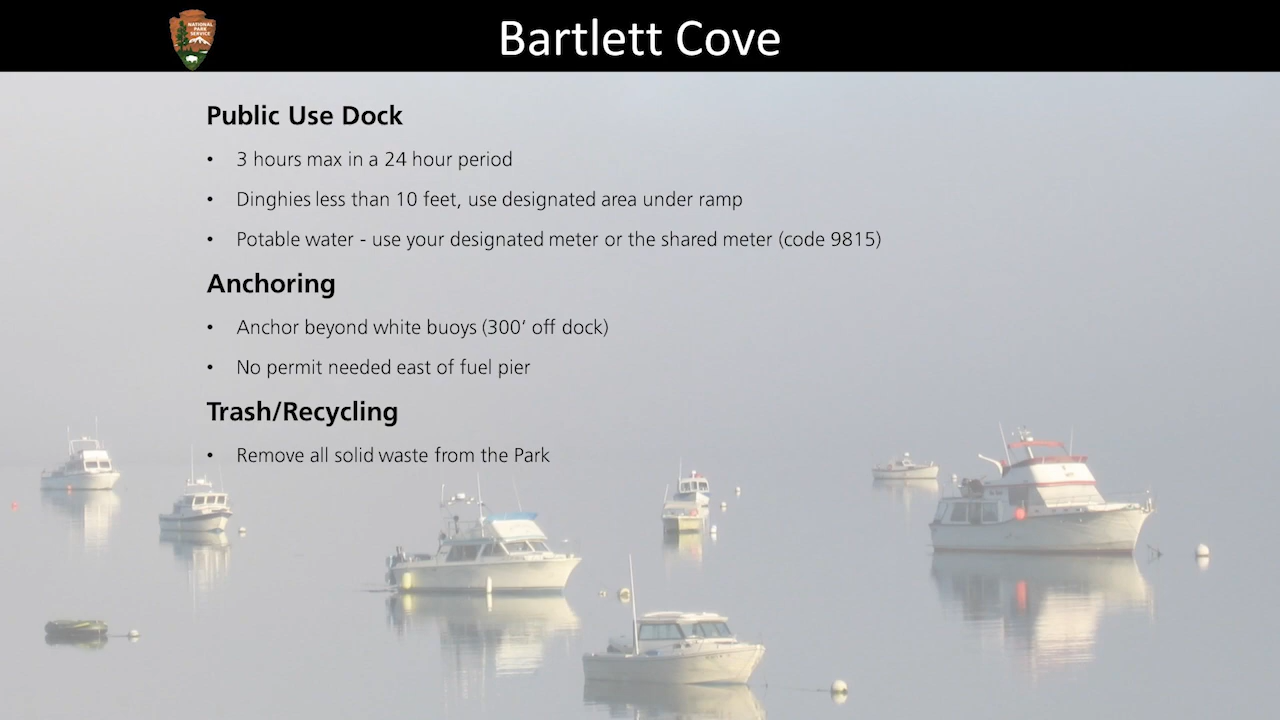 NATIONAL
PARK
SERVICE
Bartlett Cove
Public Use Dock
• 3 hours max in a 24 hour period
• Dinghies less than 10 feet, use designated area under ramp
• Potable water - use your designated meter or the shared meter (code 9815)
Anchoring
• Anchor beyond white buoys (300’ off dock)
• No permit needed east of fuel pier
Trash/Recycling
• Remove all solid waste from the Park